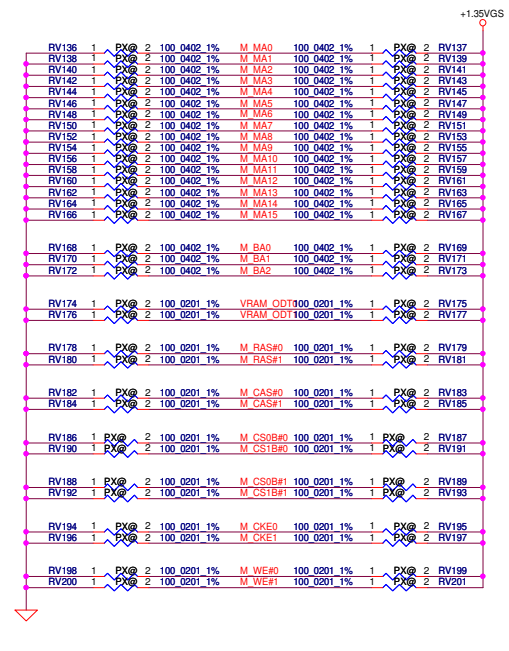 +1.35VGS
RV136 1 PX@ 2 100_0402_1% M_MA0 100_0402_1% 1 PX@ 2 RV137
RV138 1 PX@ 2 100_0402_1% M_MA1 100_0402_1% 1 PX@ 2 RV139
RV140 1 PX@ 2 100_0402_1% M_MA2 100_0402_1% 1 PX@ 2 RV141
RV142 1 PX@ 2 100_0402_1% M_MA3 100_0402_1% 1 PX@ 2 RV143
RV144 1 PX@ 2 100_0402_1% M_MA4 100_0402_1% 1 PX@ 2 RV145
RV146 1 PX@ 2 100_0402_1% M_MA5 100_0402_1% 1 PX@ 2 RV147
RV148 1 PX@ 2 100_0402_1% M_MA6 100_0402_1% 1 PX@ 2 RV149
RV150 1 PX@ 2 100_0402_1% M_MA7 100_0402_1% 1 PX@ 2 RV151
RV152 1 PX@ 2 100_0402_1% M_MA8 100_0402_1% 1 PX@ 2 RV153
RV154 1 PX@ 2 100_0402_1% M_MA9 100_0402_1% 1 PX@ 2 RV155
RV156 1 PX@ 2 100_0402_1% M_MA10 100_0402_1% 1 PX@ 2 RV157
RV158 1 PX@ 2 100_0402_1% M_MA11 100_0402_1% 1 PX@ 2 RV159
RV160 1 PX@ 2 100_0402_1% M_MA12 100_0402_1% 1 PX@ 2 RV161
RV162 1 PX@ 2 100_0402_1% M_MA13 100_0402_1% 1 PX@ 2 RV163
RV164 1 PX@ 2 100_0402_1% M_MA14 100_0402_1% 1 PX@ 2 RV165
RV166 1 PX@ 2 100_0402_1% M_MA15 100_0402_1% 1 PX@ 2 RV167
RV168 1 PX@ 2 100_0402_1% M_BA0 100_0402_1% 1 PX@ 2 RV169
RV170 1 PX@ 2 100_0402_1% M_BA1 100_0402_1% 1 PX@ 2 RV171
RV172 1 PX@ 2 100_0402_1% M_BA2 100_0402_1% 1 PX@ 2 RV173
RV174 1 PX@ 2 100_0201_1% VRAM_ODT0 100_0201_1% 1 PX@ 2 RV175
RV176 1 PX@ 2 100_0201_1% VRAM_ODT1 100_0201_1% 1 PX@ 2 RV177
RV178 1 PX@ 2 100_0201_1% M_RAS#0 100_0201_1% 1 PX@ 2 RV179
RV180 1 PX@ 2 100_0201_1% M_RAS#1 100_0201_1% 1 PX@ 2 RV181
RV182 1 PX@ 2 100_0201_1% M_CAS#0 100_0201_1% 1 PX@ 2 RV183
RV184 1 PX@ 2 100_0201_1% M_CAS#1 100_0201_1% 1 PX@ 2 RV185
RV186 1 PX@ 2 100_0201_1% M_CS0B#0 100_0201_1% 1 PX@ 2 RV187
RV190 1 PX@ 2 100_0201_1% M_CS1B#0 100_0201_1% 1 PX@ 2 RV191
RV188 1 PX@ 2 100_0201_1% M_CS0B#1 100_0201_1% 1 PX@ 2 RV189
RV192 1 PX@ 2 100_0201_1% M_CS1B#1 100_0201_1% 1 PX@ 2 RV193
RV194 1 PX@ 2 100_0201_1% M_CKE0 100_0201_1% 1 PX@ 2 RV195
RV196 1 PX@ 2 100_0201_1% M_CKE1 100_0201_1% 1 PX@ 2 RV197
RV198 1 PX@ 2 100_0201_1% M_WE#0 100_0201_1% 1 PX@ 2 RV199
RV200 1 PX@ 2 100_0201_1% M_WE#1 100_0201_1% 1 PX@ 2 RV201